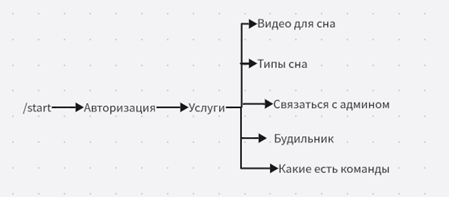 Видео для сна
Типы сна
/start
Авторизация
Услуги
Связаться с админом
Будильник
Какие есть команды